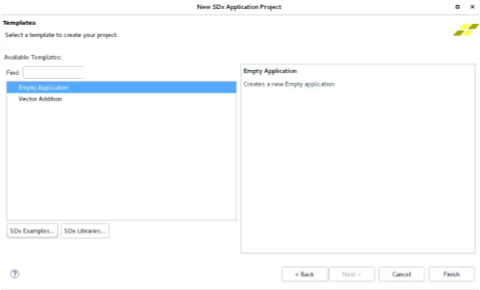 New SDx Application Project
Templates
Select a template to create your project.
Available Templates:
Find:
Empty Application
Vector Addition
Empty Application
Creates a new Empty application
SDx Examples...
SDx Libraries...
?
< Back
Next >
Cancel
Finish